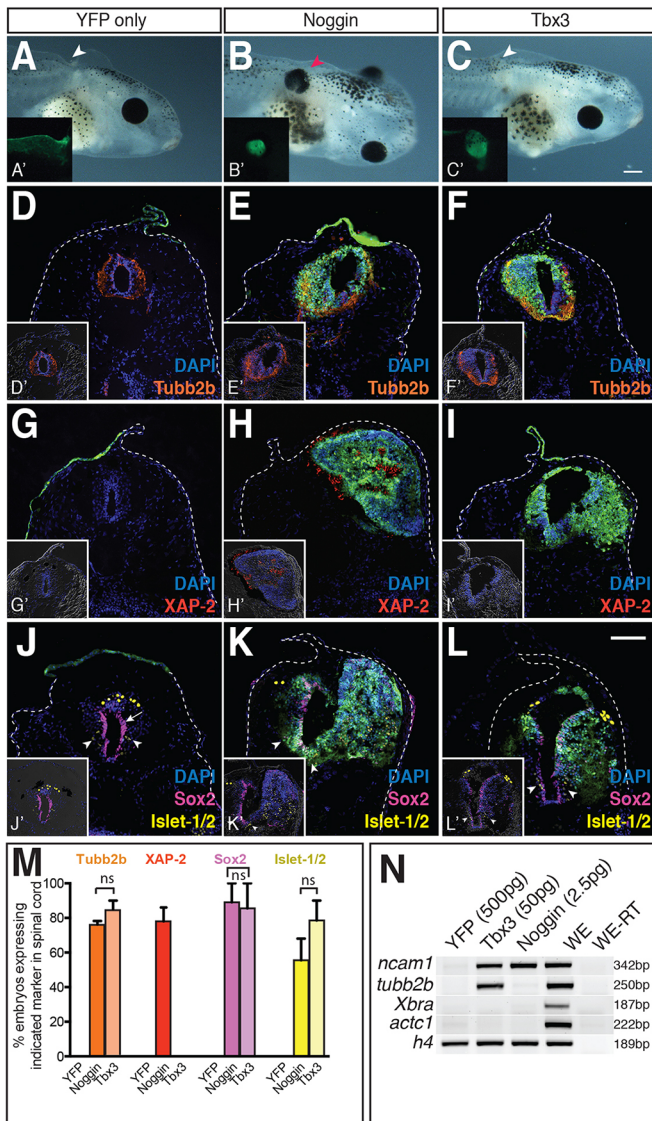 YFP only Noggin Tbx3
A B C
A' B' C'
D E F
DAPI DAPI DAPI
Tubb2b Tubb2b Tubb2b
D' E' F'
G H I
DAPI DAPI DAPI
XAP-2 XAP-2 XAP-2
G' H' I'
J K L
DAPI DAPI DAPI
Sox2 Sox2 Sox2
Islet-1/2 Islet-1/2 Islet-1/2
J' K' L'
M
Tubb2b XAP-2 Sox2 Islet-1/2
ns ns ns
% embryos expressing
indicated marker in spinal cord
100
80
60
40
20
0
YFP Noggin Tbx3 YFP Noggin Tbx3 YFP Noggin Tbx3 YFP Noggin Tbx3
N
YFP (500pg) Tbx3 (50pg) Noggin (2.5pg) WE WE-RT
ncam1 342bp
tubb2b 250bp
Xbra 187bp
actc1 222bp
h4 189bp